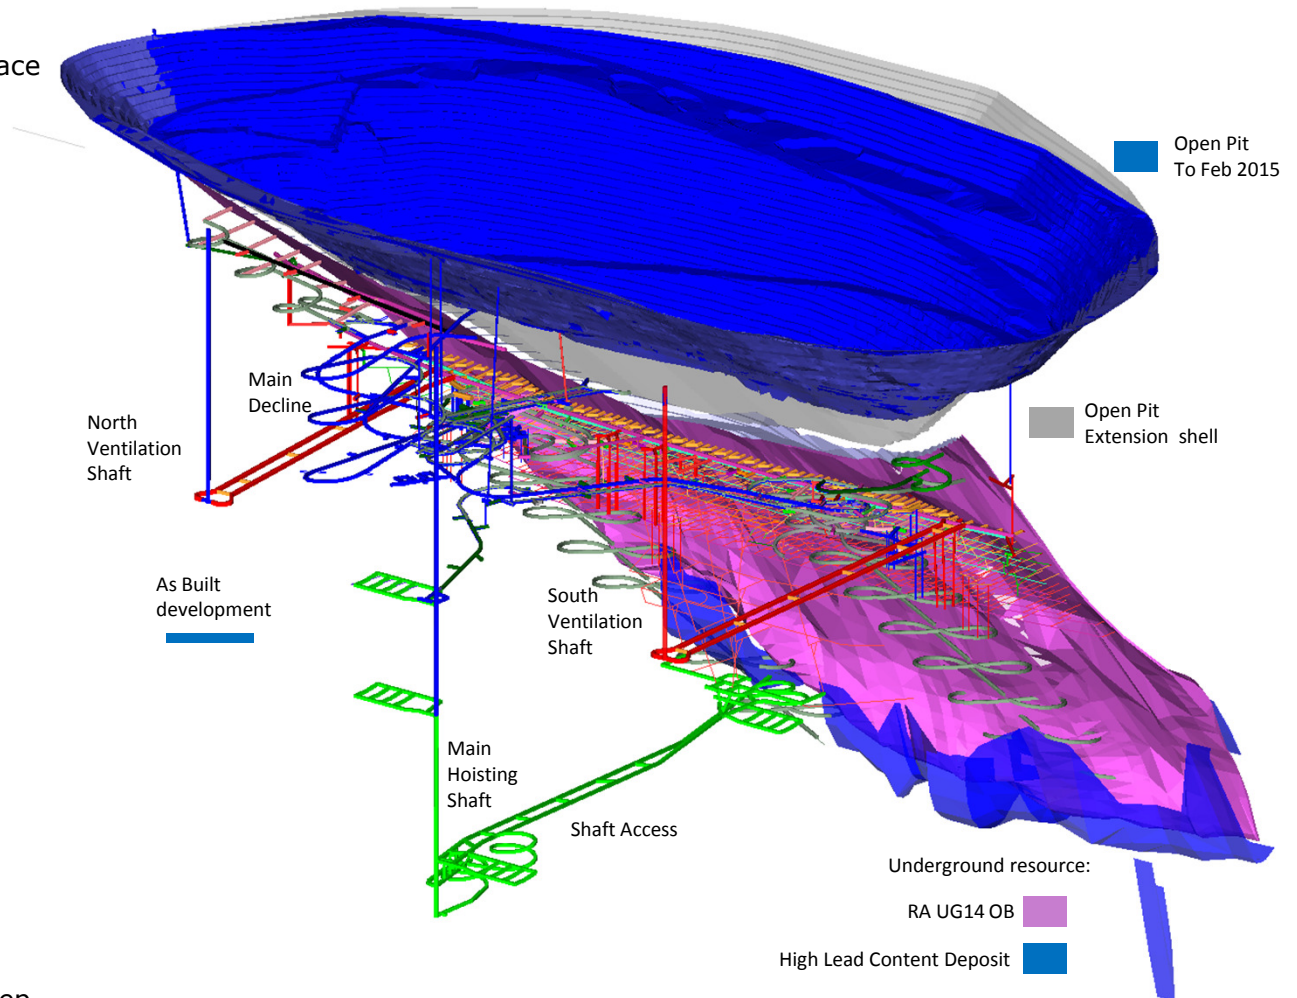 Open Pit
To Feb 2015
Main
Decline
North
Ventilation
Shaft
Open Pit
Extension shell
As Built
development
South
Ventilation
Shaft
Main
Hoisting
Shaft
Shaft Access
Underground resource:
RA UG14 OB
High Lead Content Deposit